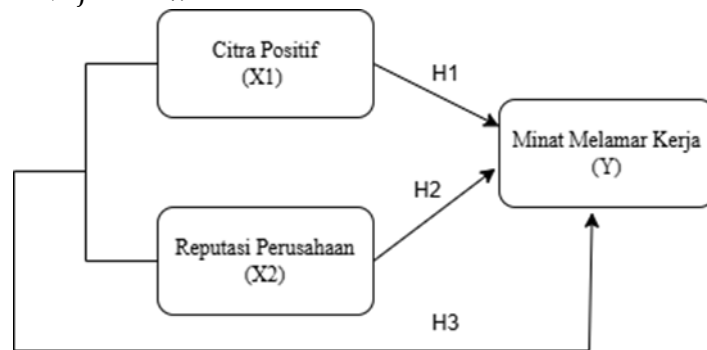 Citra Positif
(X1)
H1
Minat Melamar Kerja
(Y)
H2
Reputasi Perusahaan
(X2)
H3